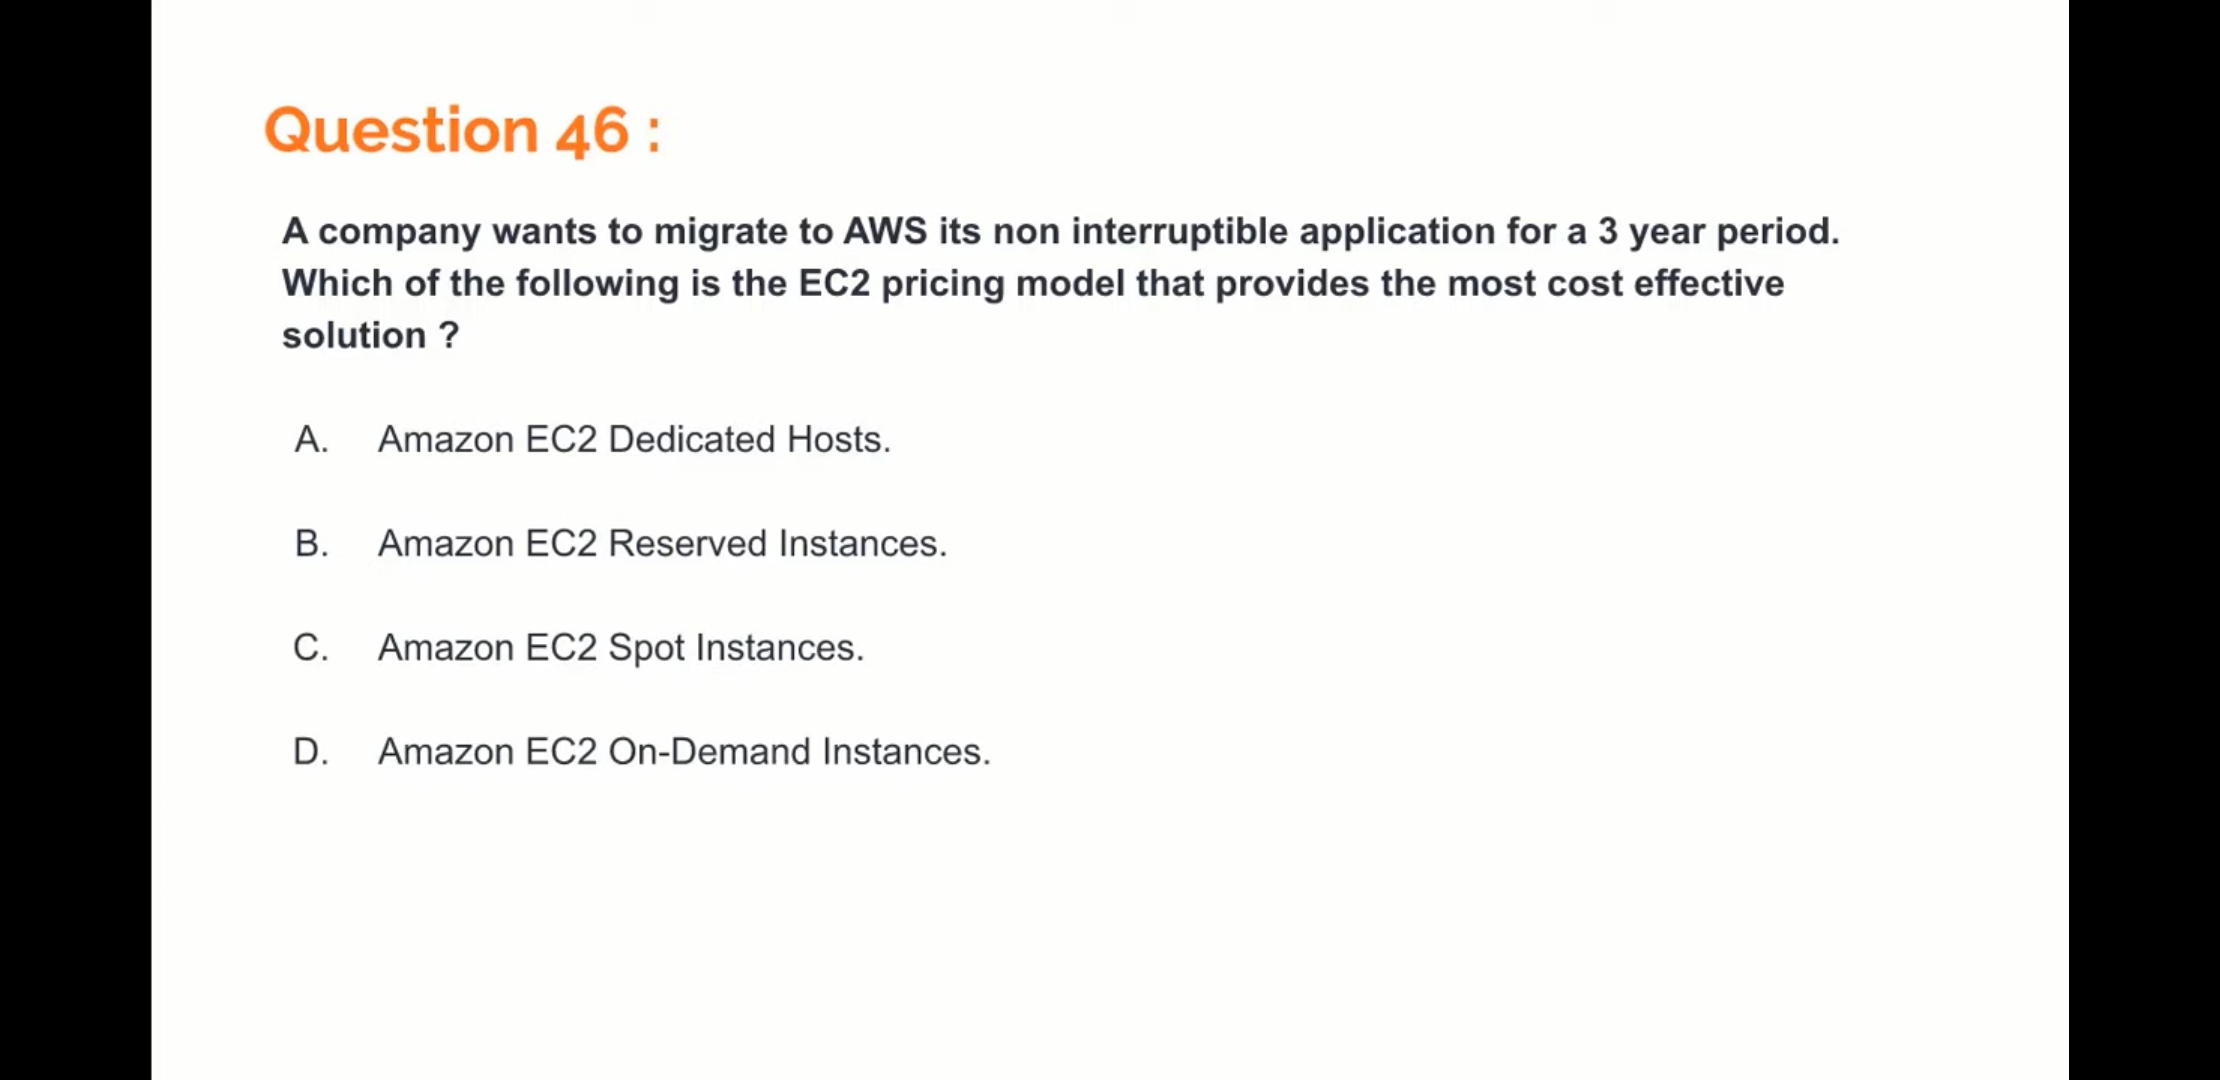 Question 46 :
A company wants to migrate to AWS its non interruptible application for a 3 year period.
Which of the following is the EC2 pricing model that provides the most cost effective
solution ?
A. Amazon EC2 Dedicated Hosts.
B. Amazon EC2 Reserved Instances.
C. Amazon EC2 Spot Instances.
D. Amazon EC2 On-Demand Instances.